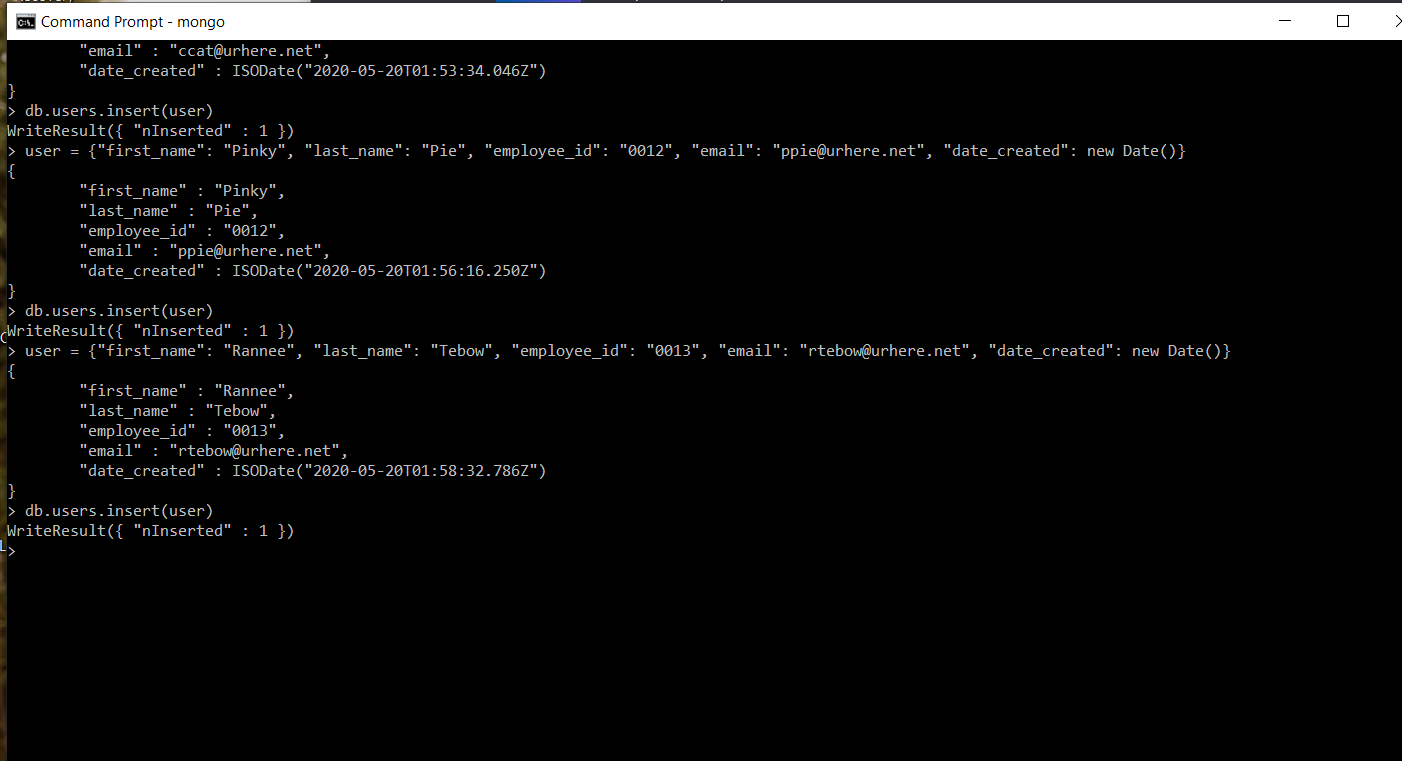 Command Prompt - mongo
"email" : "ccat@urhere.net",
"date_created" : ISODate("2020-05-20T01:53:34.046Z")
}
> db.users.insert(user)
WriteResult({ "nInserted" : 1 })
> user = {"first_name": "Pinky", "last_name": "Pie", "employee_id": "0012", "email": "ppie@urhere.net", "date_created": new Date()}
{
"first_name" : "Pinky",
"last_name" : "Pie",
"employee_id" : "0012",
"email" : "ppie@urhere.net",
"date_created" : ISODate("2020-05-20T01:56:16.250Z")
}
> db.users.insert(user)
WriteResult({ "nInserted" : 1 })
> user = {"first_name": "Rannee", "last_name": "Tebow", "employee_id": "0013", "email": "rtebow@urhere.net", "date_created": new Date()}
{
"first_name" : "Rannee",
"last_name" : "Tebow",
"employee_id" : "0013",
"email" : "rtebow@urhere.net",
"date_created" : ISODate("2020-05-20T01:58:32.786Z")
}
> db.users.insert(user)
WriteResult({ "nInserted" : 1 })
>